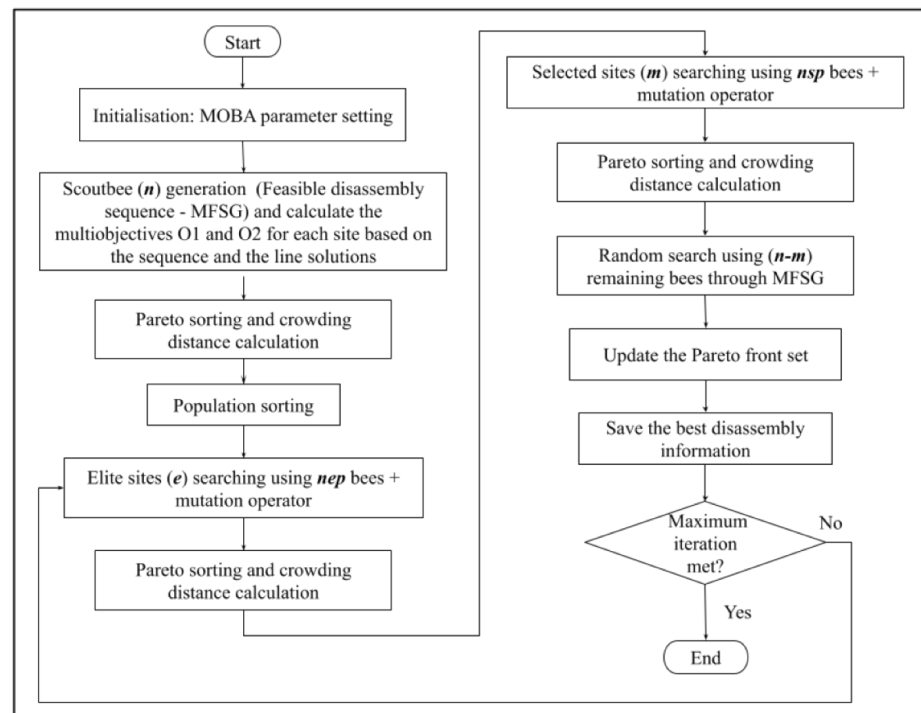 Start
Initialisation: MOBA parameter setting
Scoutbee (n) generation (Feasible disassembly
sequence - MFSG) and calculate the
multiobjectives O1 and O2 for each site based on
the sequence and the line solutions
Pareto sorting and crowding
distance calculation
Population sorting
Elite sites (e) searching using nep bees +
mutation operator
Pareto sorting and crowding
distance calculation
Selected sites (m) searching using nsp bees +
mutation operator
Pareto sorting and crowding
distance calculation
Random search using (n-m)
remaining bees through MFSG
Update the Pareto front set
Save the best disassembly
information
Maximum
iteration
met?
No
Yes
End